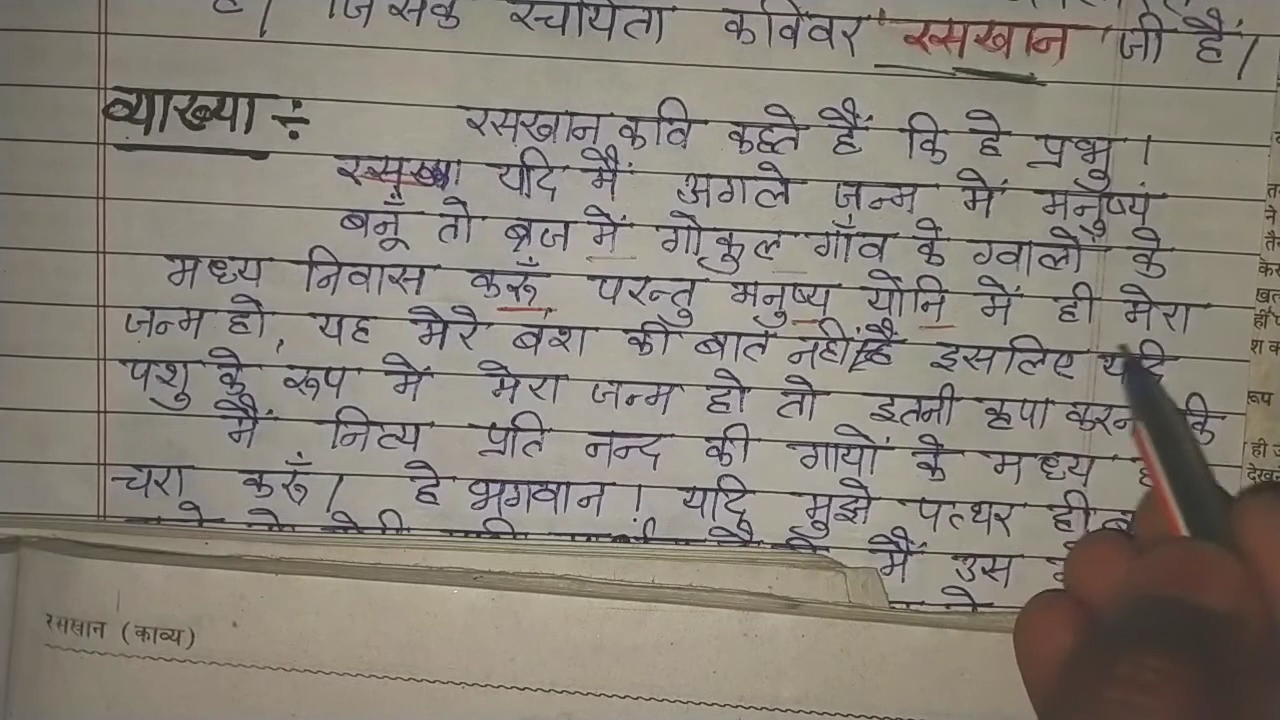 है। जिसके रचयिता कविवर रसखान जी हैं।
व्याख्या ÷ रसखान कवि कहते हैं कि हे प्रभु।
यदि मैं अगले जन्म में मनुष्यं
बनूँ तो ब्रज में गोकुल गाँव के ग्वालों के
मध्य निवास करूँ परन्तु मनुष्य योनि में ही मेरा
जन्म हो, यह मेरे वंश की बात नहीं है इसलिए यदि
पशु के रूप में मेरा जन्म हो तो इतनी कृपा करना कि
मैं नित्य प्रति नन्द की गायों के मध्य
चरा करूँ। हे भगवान! यदि मुझे पत्थर ही
मैं उस
रसखान (काव्य)